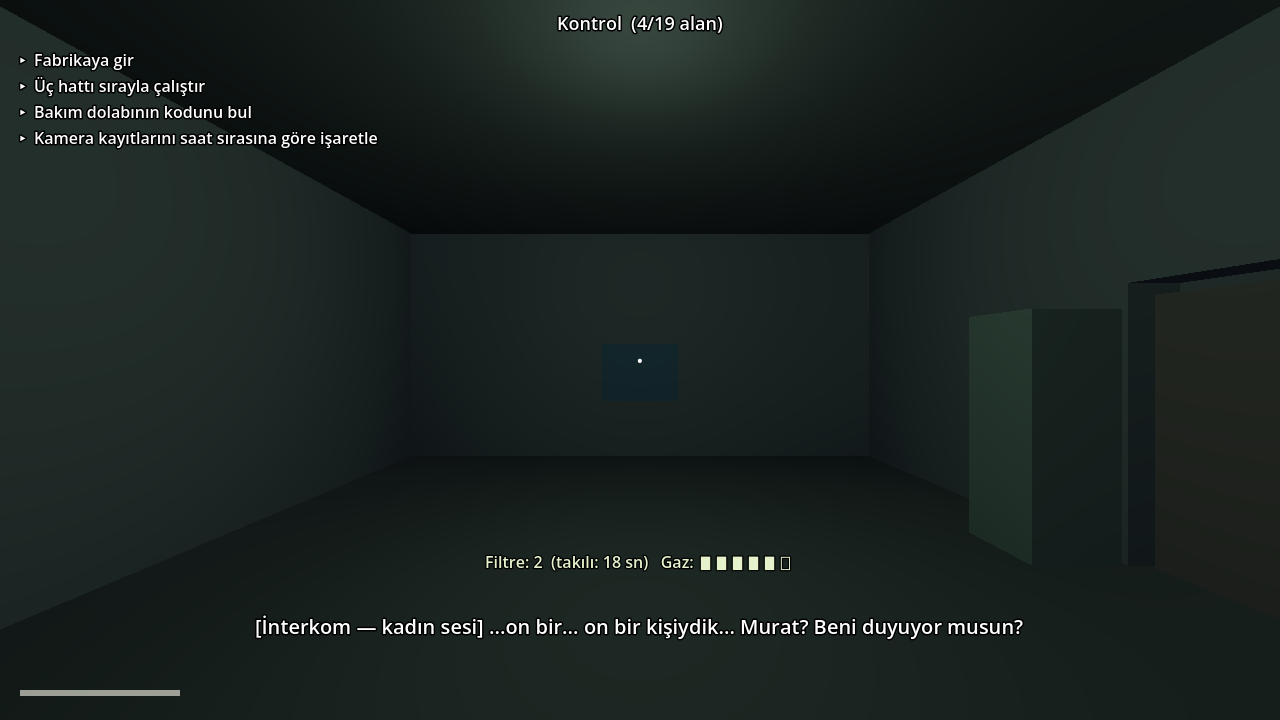 Kontrol (4/19 alan)
▸ Fabrikaya gir
▸ Üç hattı sırayla çalıştır
▸ Bakım dolabının kodunu bul
▸ Kamera kayıtlarını saat sırasına göre işaretle
Filtre: 2 (takılı: 18 sn) Gaz: ▮▮▮▮▮▯
[İnterkom — kadın sesi] ...on bir... on bir kişiydik... Murat? Beni duyuyor musun?